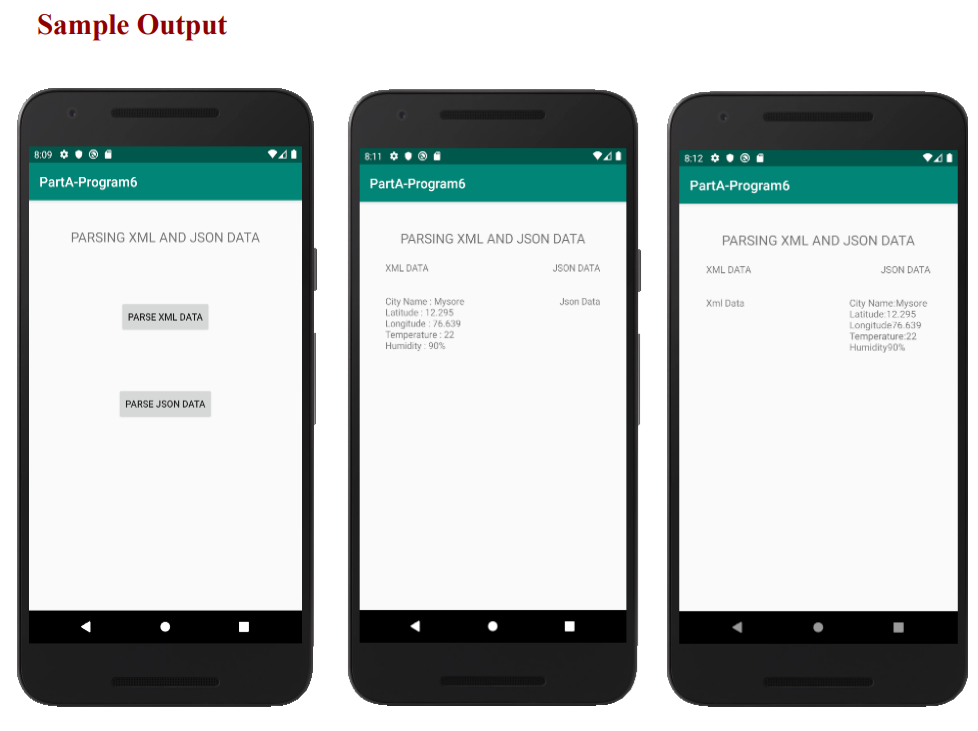 Sample Output
8:09
PartA-Program6
PARSING XML AND JSON DATA
PARSE XML DATA
PARSE JSON DATA
8:11
PartA-Program6
PARSING XML AND JSON DATA
XML DATA JSON DATA
City Name : Mysore Json Data
Latitude : 12.295
Longitude : 76.639
Temperature : 22
Humidity : 90%
8:12
PartA-Program6
PARSING XML AND JSON DATA
XML DATA JSON DATA
Xml Data City Name:Mysore
Latitude:12.295
Longitude76.639
Temperature:22
Humidity90%